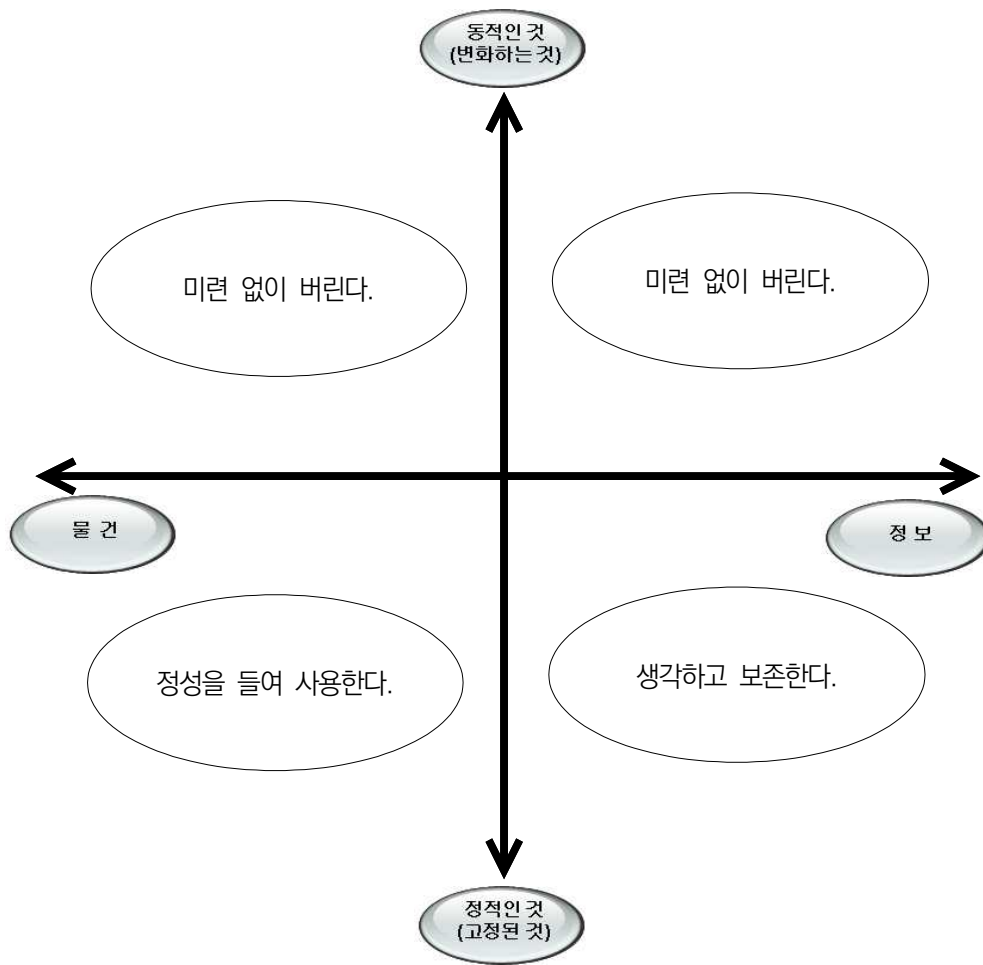 동적인 것
(변화하는 것)
미련 없이 버린다.
미련 없이 버린다.
물 건
정 보
정성을 들여 사용한다.
생각하고 보존한다.
정적인 것
(고정된 것)